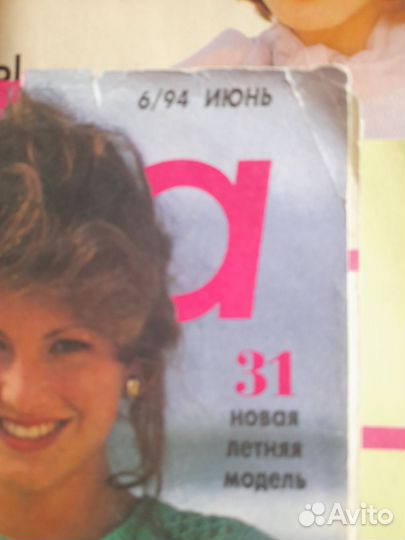 ы
6/94 ИЮНЬ
a
31
новая
летняя
модель
Avito